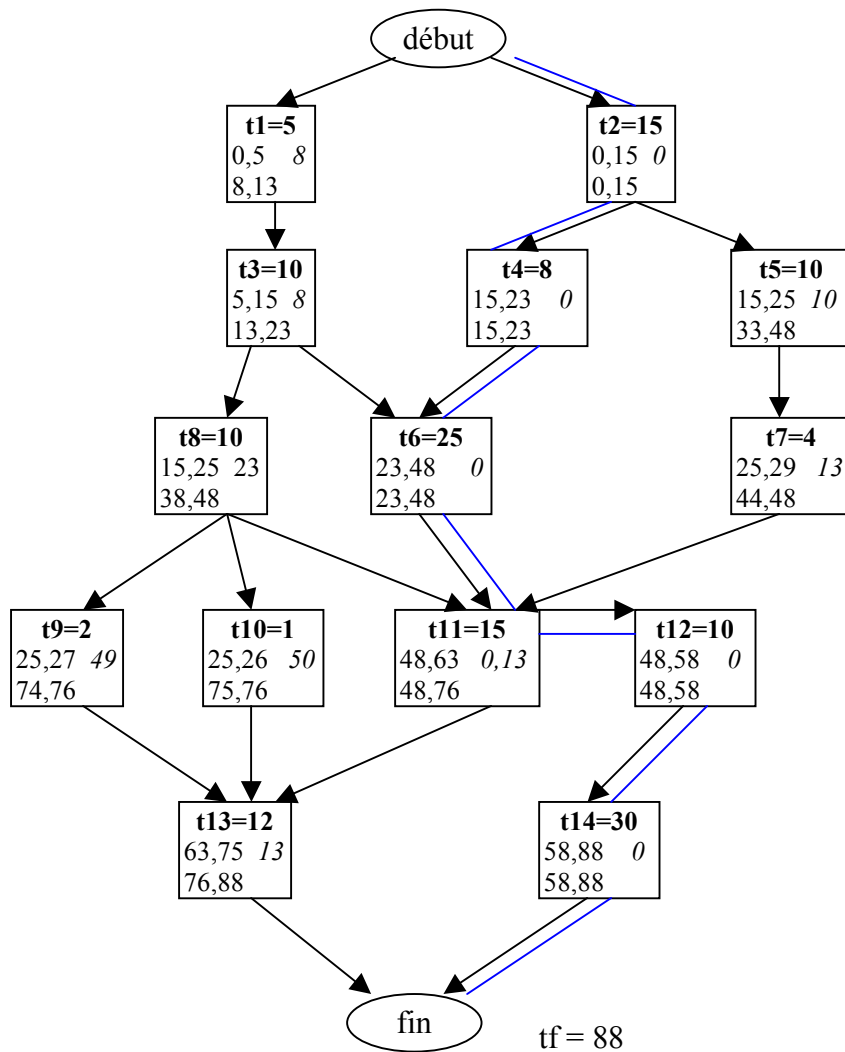 début
t1=5
0,5 8
8,13
t2=15
0,15 0
0,15
t3=10
5,15 8
13,23
t4=8
15,23 0
15,23
t5=10
15,25 10
33,48
t8=10
15,25 23
38,48
t6=25
23,48 0
23,48
t7=4
25,29 13
44,48
t9=2
25,27 49
74,76
t10=1
25,26 50
75,76
t11=15
48,63 0,13
48,76
t12=10
48,58 0
48,58
t13=12
63,75 13
76,88
t14=30
58,88 0
58,88
fin
tf = 88